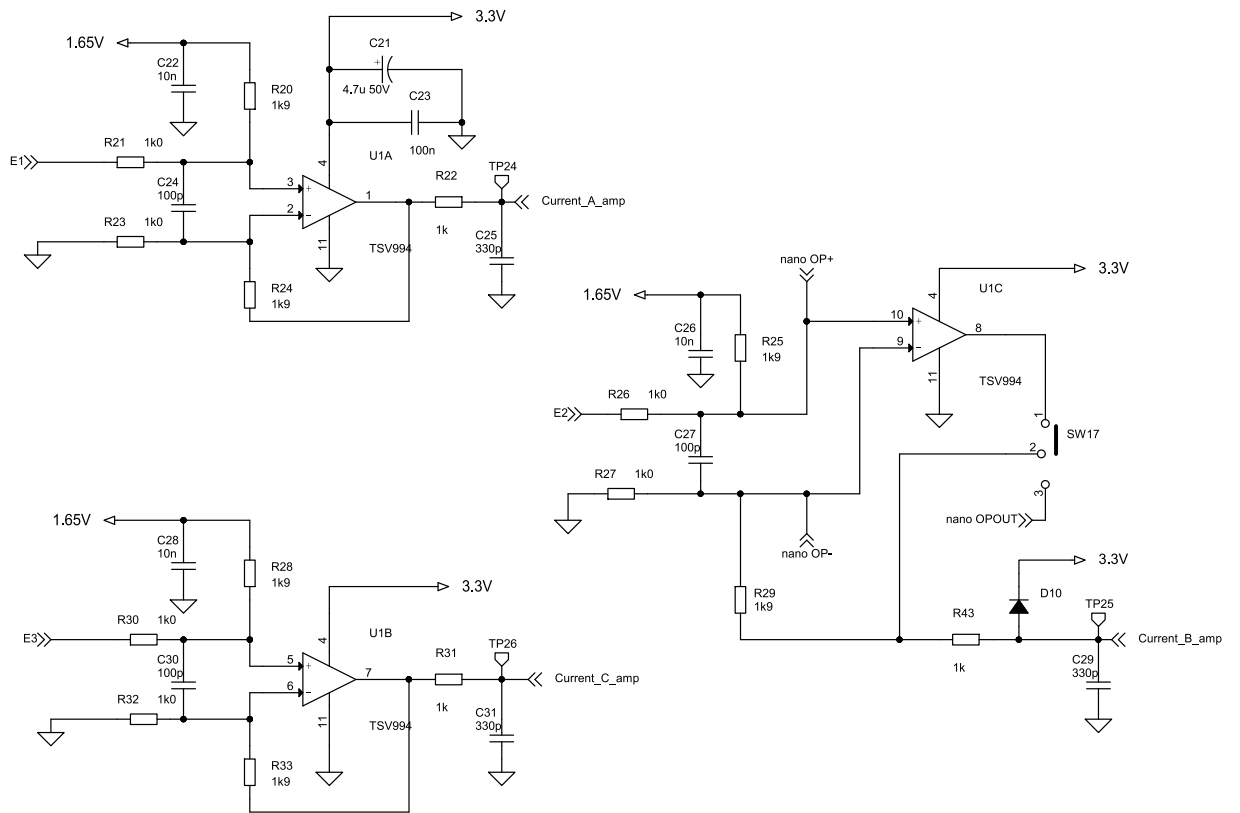 3.3V
1.65V
C21
C22
10n
4.7u 50V
R20
1k9
C23
100n
R21 1k0
U1A
E1
C24
100p
4
3
+
2
-
1
11
TSV994
R22
1k
TP24
Current_A_amp
R23 1k0
C25
330p
R24
1k9
nano OP+
3.3V
1.65V
U1C
4
C26
10n
R25
1k9
10
+
9
-
8
11
TSV994
R26 1k0
E2
C27
100p
1
SW17
2
R27 1k0
3
nano OPOUT
nano OP-
1.65V
C28
10n
R28
1k9
3.3V
3.3V
D10
R29
1k9
R43
1k
TP25
Current_B_amp
C29
330p
R30 1k0
E3
U1B
4
C30
100p
5
+
6
-
7
11
TSV994
R31
1k
TP26
Current_C_amp
R32 1k0
C31
330p
R33
1k9